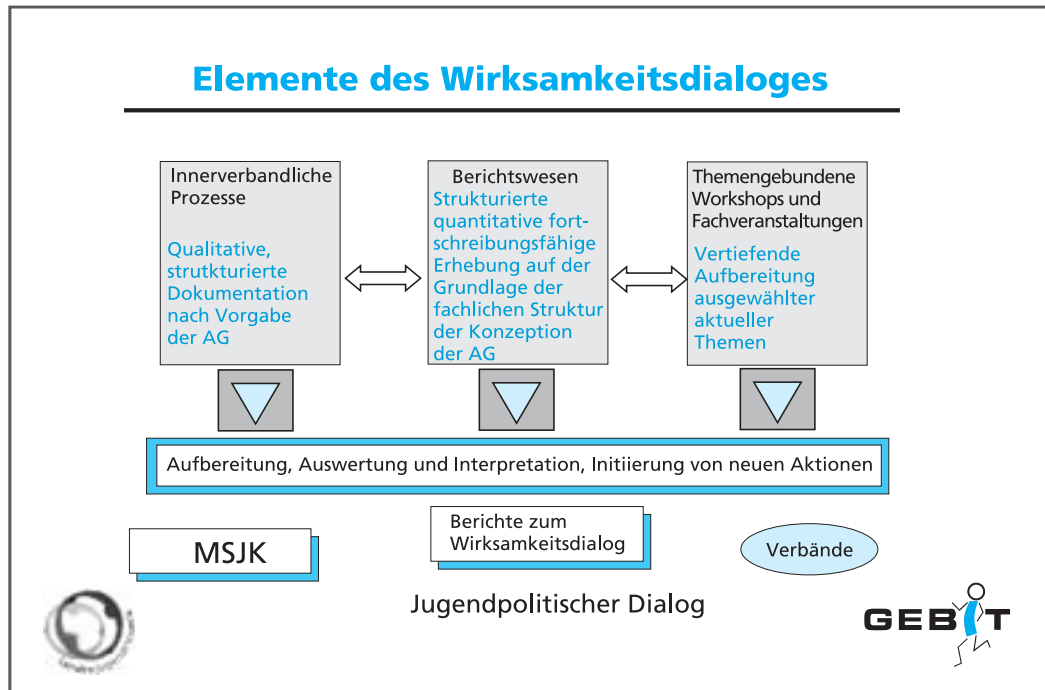 Elemente des Wirksamkeitsdialoges
Innerverbandliche
Prozesse
Qualitative,
strutkturierte
Dokumentation
nach Vorgabe
der AG
Berichtswesen
Strukturierte
quantitative fort-
schreibungsfähige
Erhebung auf der
Grundlage der
fachlichen Struktur
der Konzeption
der AG
Themengebundene
Workshops und
Fachveranstaltungen
Vertiefende
Aufbereitung
ausgewählter
aktueller
Themen
Aufbereitung, Auswertung und Interpretation, Initiierung von neuen Aktionen
MSJK
Berichte zum
Wirksamkeitsdialog
Verbände
Jugendpolitischer Dialog
GEBIT